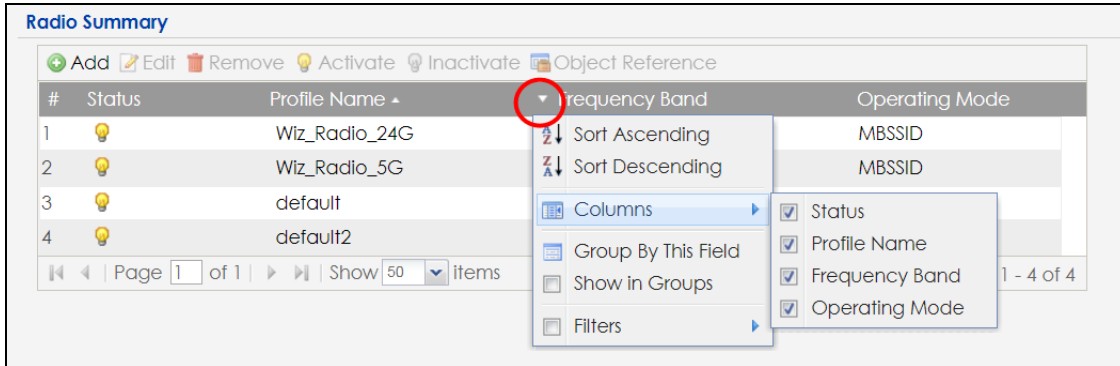 Radio Summary
Add Edit Remove Activate Inactivate Object Reference
# Status Profile Name Frequency Band Operating Mode
1 Wiz_Radio_24G MBSSID
2 Wiz_Radio_5G MBSSID
3 default
4 default2
Page 1 of 1 Show 50 items 1 - 4 of 4
Sort Ascending
Sort Descending
Columns
Group By This Field
Show in Groups
Filters
Status
Profile Name
Frequency Band
Operating Mode